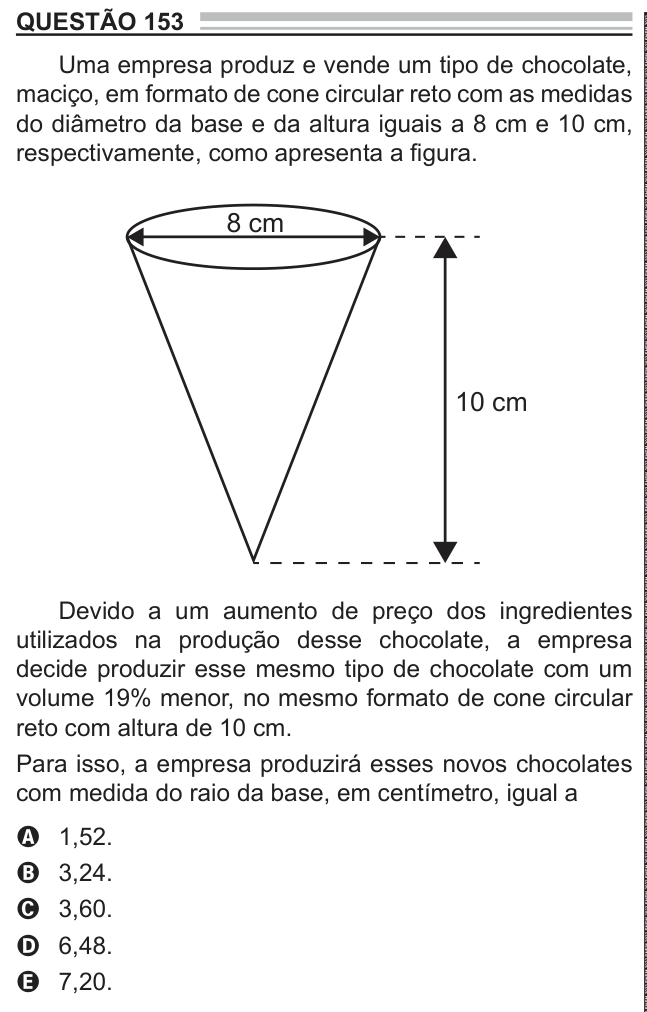 QUESTÃO 153
Uma empresa produz e vende um tipo de chocolate,
maciço, em formato de cone circular reto com as medidas
do diâmetro da base e da altura iguais a 8 cm e 10 cm,
respectivamente, como apresenta a figura.
8 cm
10 cm
Devido a um aumento de preço dos ingredientes
utilizados na produção desse chocolate, a empresa
decide produzir esse mesmo tipo de chocolate com um
volume 19% menor, no mesmo formato de cone circular
reto com altura de 10 cm.
Para isso, a empresa produzirá esses novos chocolates
com medida do raio da base, em centímetro, igual a
A 1,52.
B 3,24.
C 3,60.
D 6,48.
E 7,20.